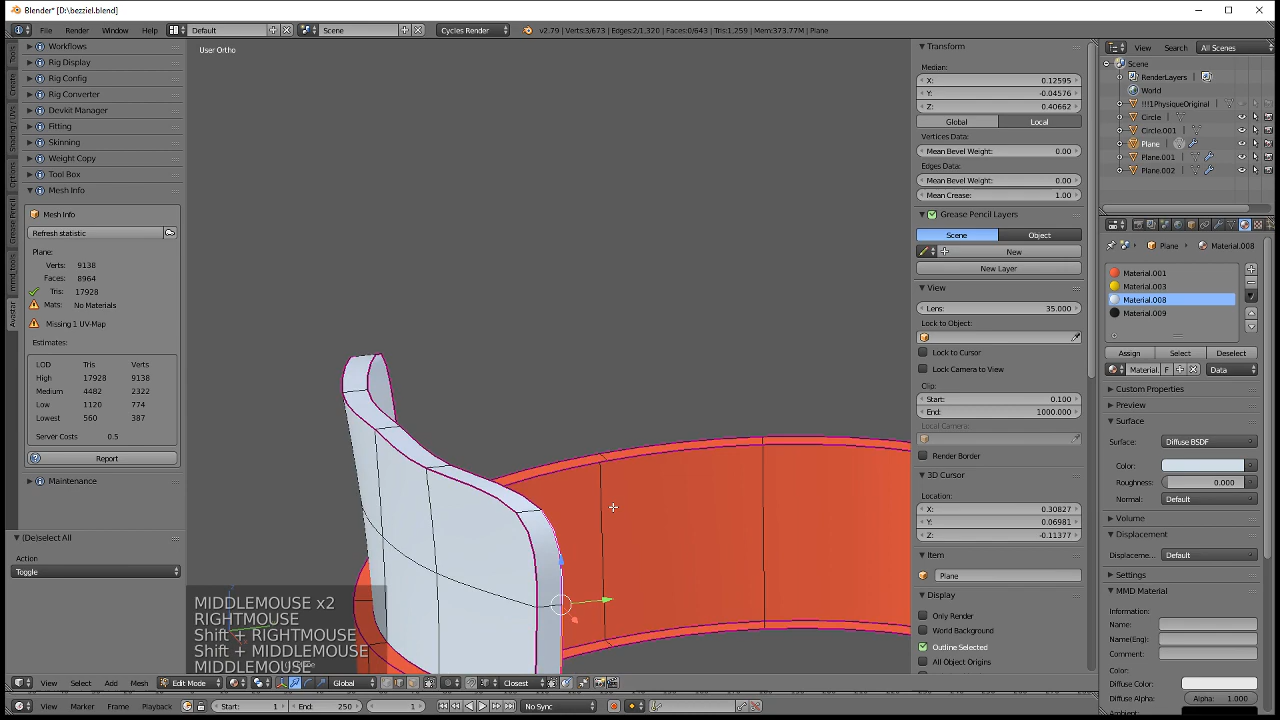 Blender* [D:\bezziel.blend]
File Render Window Help Default Scene Cycles Render v2.79 | Verts:3/673 | Edges:2/1,320 | Faces:0/643 | Tris:1,259 | Mem:373.77M | Plane
Workflows
Rig Display
Rig Config
Rig Converter
Devkit Manager
Fitting
Skinning
Weight Copy
Tool Box
Mesh Info
Mesh Info
Refresh statistic
Plane:
Verts: 9138
Faces: 8964
Tris: 17928
Mats: No Materials
Missing 1 UV-Map
Estimates:
LOD Tris Verts
High 17928 9138
Medium 4482 2322
Low 1120 774
Lowest 560 387
Server Costs 0.5
Report
Maintenance
(De)select All
Action
Toggle
Tools
Create
Shading / UVs
Options
Grease Pencil
mmd_tools
Avastar
User Ortho
MIDDLEMOUSE x2
RIGHTMOUSE
Shift + RIGHTMOUSE
Shift + MIDDLEMOUSE
MIDDLEMOUSE
Transform
Median:
X: 0.12595
Y: -0.04576
Z: 0.40662
Global Local
Vertices Data:
Mean Bevel Weight: 0.00
Edges Data:
Mean Bevel Weight: 0.00
Mean Crease: 1.00
Grease Pencil Layers
Scene Object
New
New Layer
View
Lens: 35.000
Lock to Object:
Lock to Cursor
Lock Camera to View
Clip:
Start: 0.100
End: 1000.000
Local Camera:
Render Border
3D Cursor
Location:
X: 0.30827
Y: 0.06981
Z: -0.11377
Item
Plane
Display
Only Render
World Background
Outline Selected
All Object Origins
View Search All Scenes
Scene
RenderLayers
World
!!!1PhysiqueOriginal
Circle
Circle.001
Plane
Plane.001
Plane.002
Plane Material.008
Material.001
Material.003
Material.008
Material.009
Assign Select Deselect
Material. F Data
Custom Properties
Preview
Surface
Surface: Diffuse BSDF
Color:
Roughness: 0.000
Normal: Default
Volume
Displacement
Displaceme... Default
Settings
MMD Material
Information:
Name:
Name(Eng):
Comment:
Color:
Diffuse Color:
Diffuse Alpha: Alpha: 1.000
View Select Add Mesh Edit Mode Global Closest
View Marker Frame Playback Start: 1 End: 250 1 No Sync